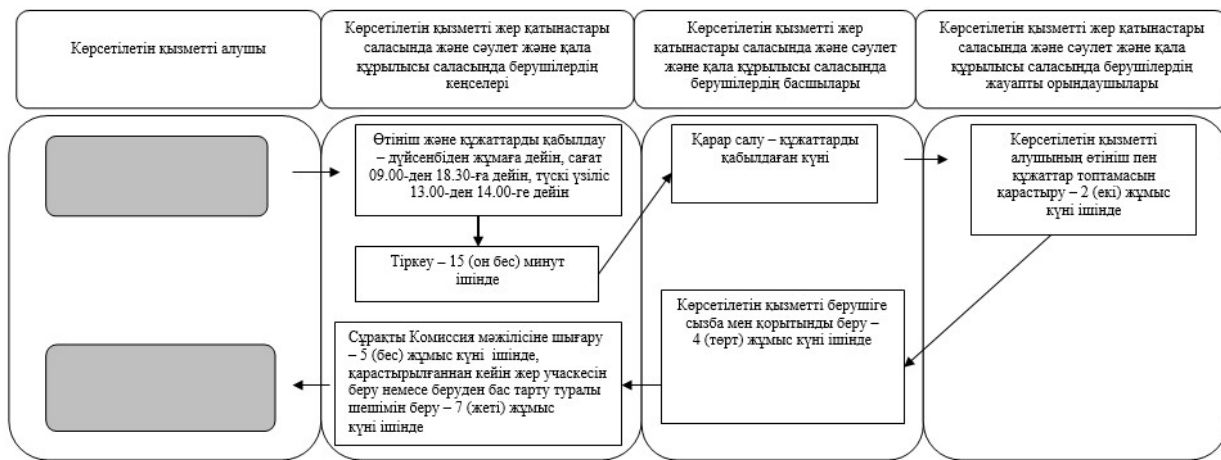 Көрсетілетін қызметті алушы
Көрсетілетін қызметті жер қатынастары
саласында және сәулет және қала
құрылысы саласында берушілердің
кеңселері
Көрсетілетін қызметті жер
қатынастары саласында және сәулет
және қала құрылысы саласында
берушілердің басшылары
Көрсетілетін қызметті жер қатынастары
саласында және сәулет және қала
құрылысы саласында берушілердің
жауапты орындаушылары
Өтініш және құжаттарды қабылдау
– дүйсенбіден жұмаға дейін, сағат
09.00-ден 18.30-ға дейін, түскі үзіліс
13.00-ден 14.00-ге дейін
Тіркеу – 15 (он бес) минут
ішінде
Қарар салу – құжаттарды
қабылдаған күні
Көрсетілетін қызметті
алушының өтініш пен
құжаттар топтамасын
қарастыру – 2 (екі) жұмыс
күні ішінде
Көрсетілетін қызметті берушіге
сызба мен қорытынды беру –
4 (төрт) жұмыс күні ішінде
Сұрақты Комиссия мәжілісіне шығару
– 5 (бес) жұмыс күні ішінде,
қарастырылғаннан кейін жер учаскесін
беру немесе беруден бас тарту туралы
шешімін беру – 7 (жеті) жұмыс
күні ішінде